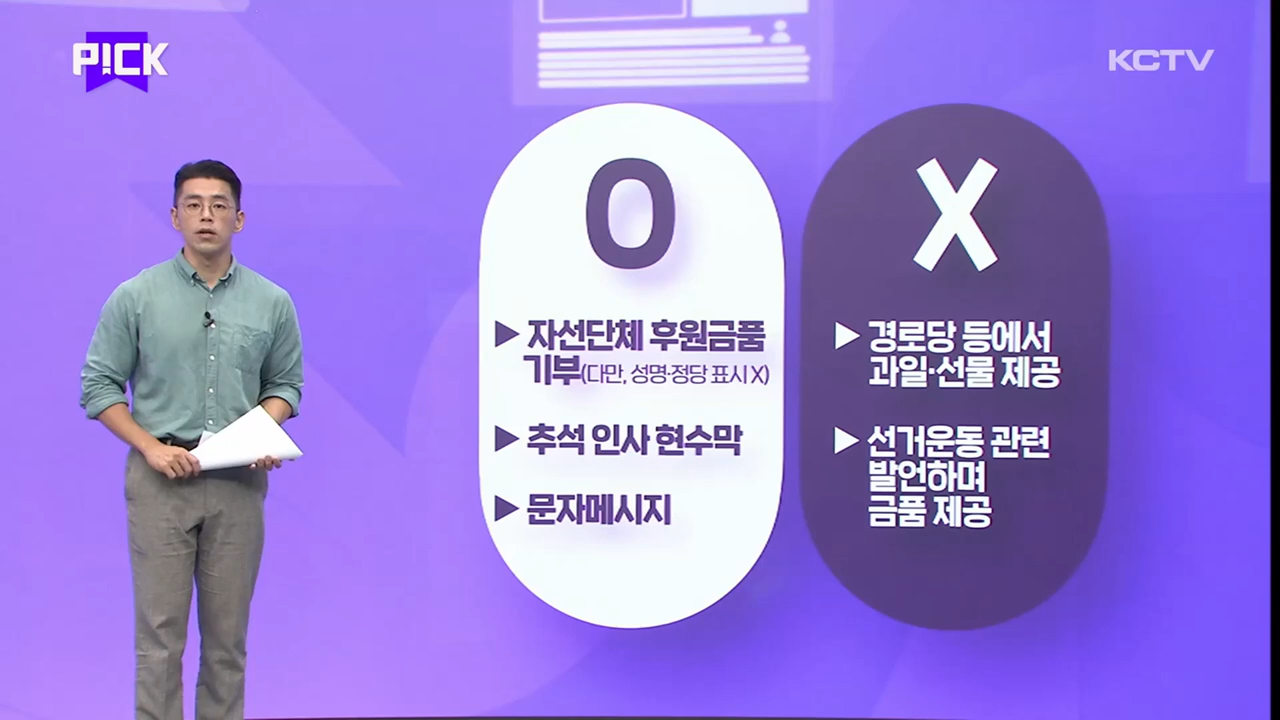 PICK
KCTV
O
▶ 자선단체 후원금품
기부(다만, 성명·정당 표시 X)
▶ 추석 인사 현수막
▶ 문자메시지
X
▶ 경로당 등에서
과일·선물 제공
▶ 선거운동 관련
발언하며
금품 제공